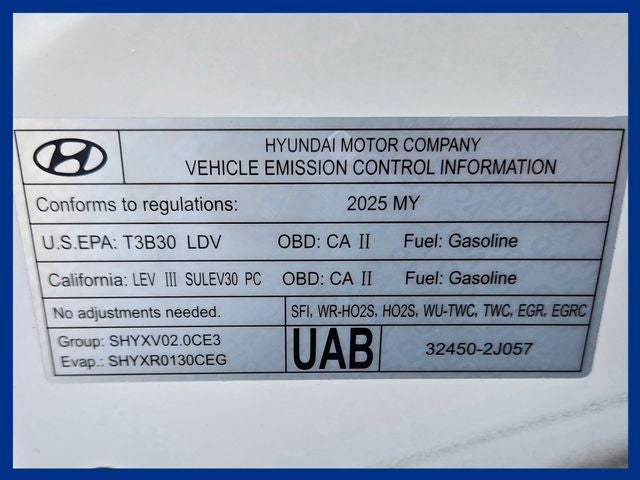 HYUNDAI MOTOR COMPANY
VEHICLE EMISSION CONTROL INFORMATION
Conforms to regulations: 2025 MY
U.S.EPA: T3B30 LDV OBD: CA II Fuel: Gasoline
California: LEV III SULEV30 PC OBD: CA II Fuel: Gasoline
No adjustments needed. SFI, WR-HO2S, HO2S, WU-TWC, TWC, EGR, EGRC
Group: SHYXV02.0CE3
Evap.: SHYXR0130CEG
UAB
32450-2J057